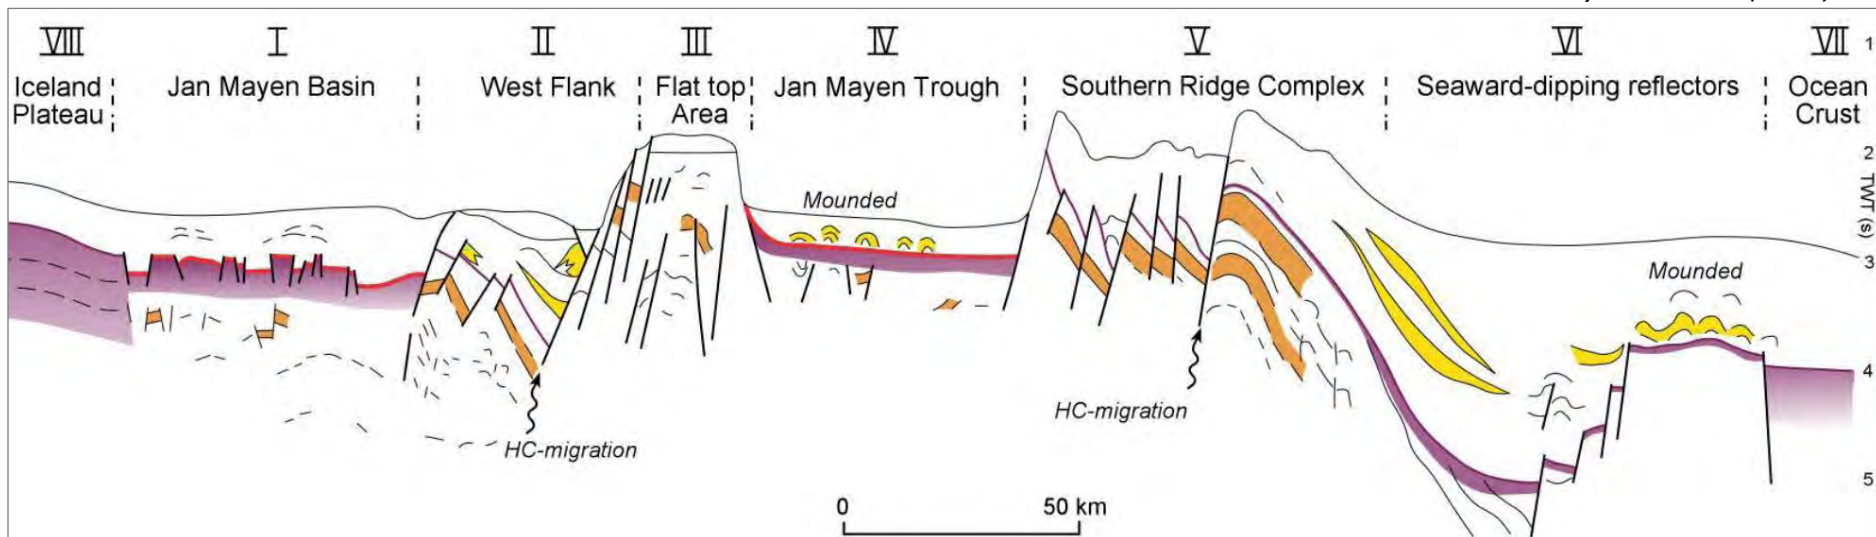 VIII I II III IV V VI VII
Iceland Plateau
Jan Mayen Basin
West Flank
Flat top Area
Jan Mayen Trough
Southern Ridge Complex
Seaward-dipping reflectors
Ocean Crust
1
2
TWT (s)
3
4
5
Mounded
Mounded
HC-migration
HC-migration
0 50 km